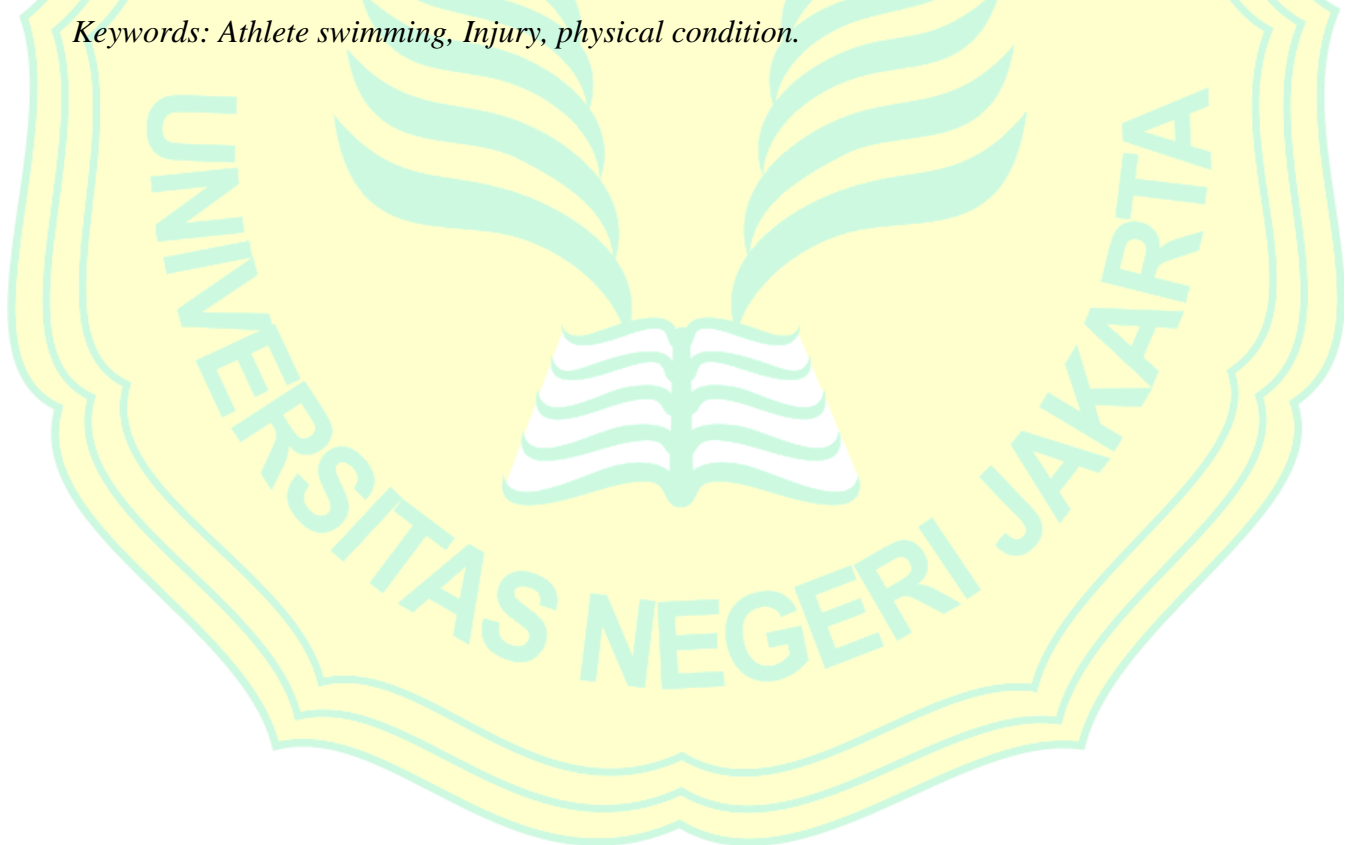 Keywords: Athlete swimming, Injury, physical condition.
UNIVERSITAS NEGERI JAKARTA